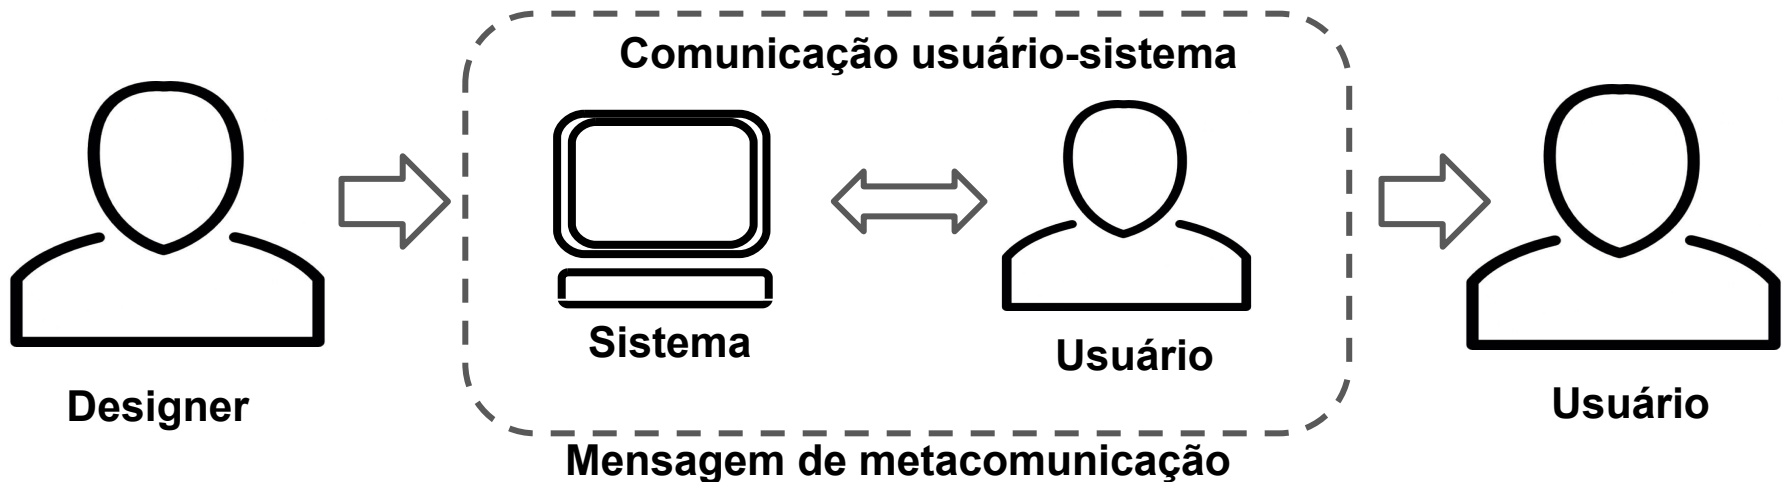 Comunicação usuário-sistema
Sistema
Usuário
Designer
Usuário
Mensagem de metacomunicação